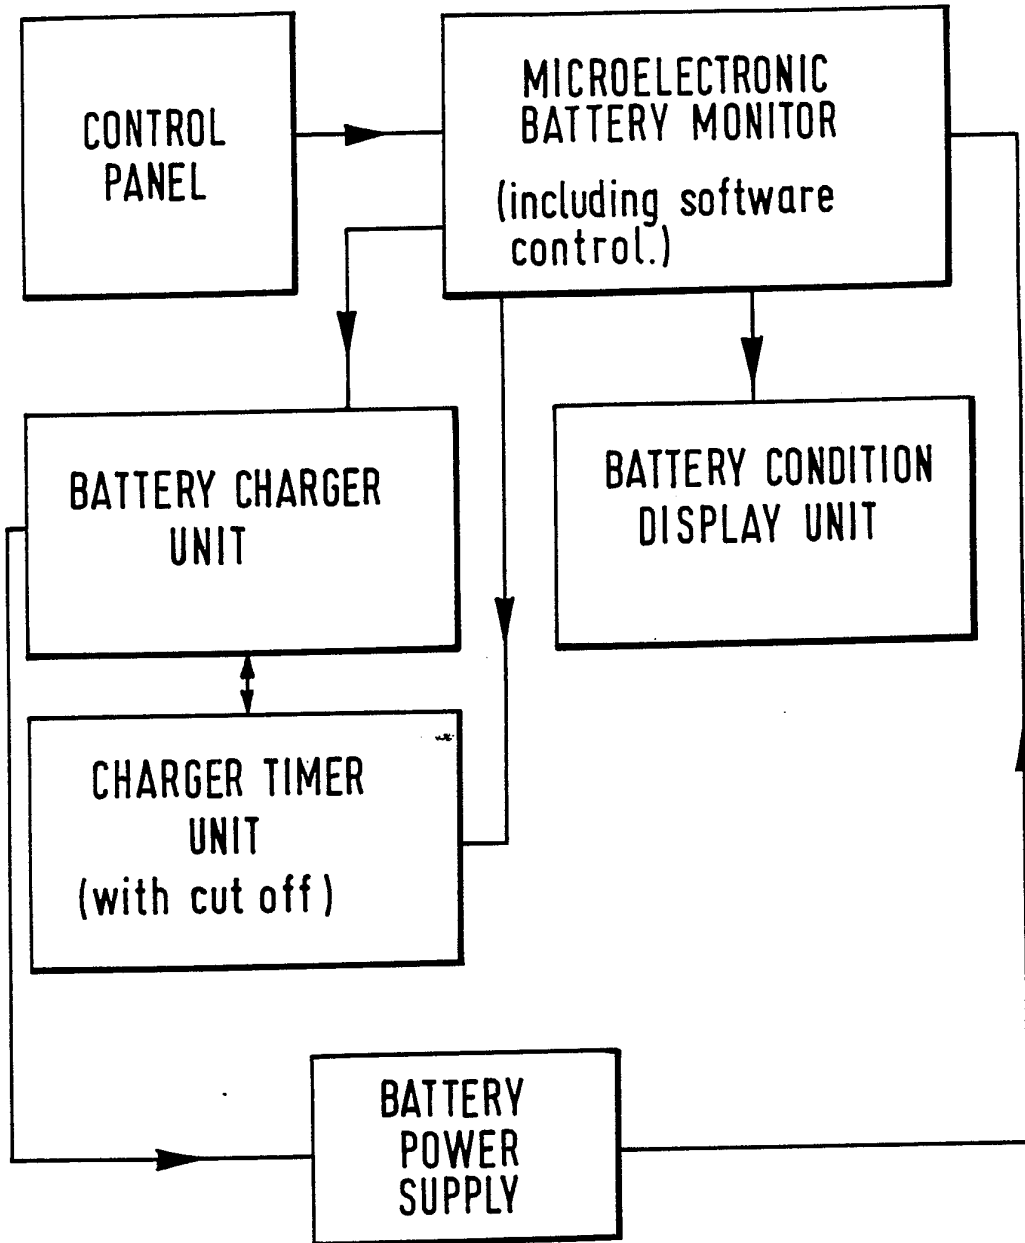 CONTROL
PANEL
MICROELECTRONIC
BATTERY MONITOR
(including software
control.)
BATTERY CHARGER
UNIT
BATTERY CONDITION
DISPLAY UNIT
CHARGER TIMER
UNIT
(with cut off)
BATTERY
POWER
SUPPLY